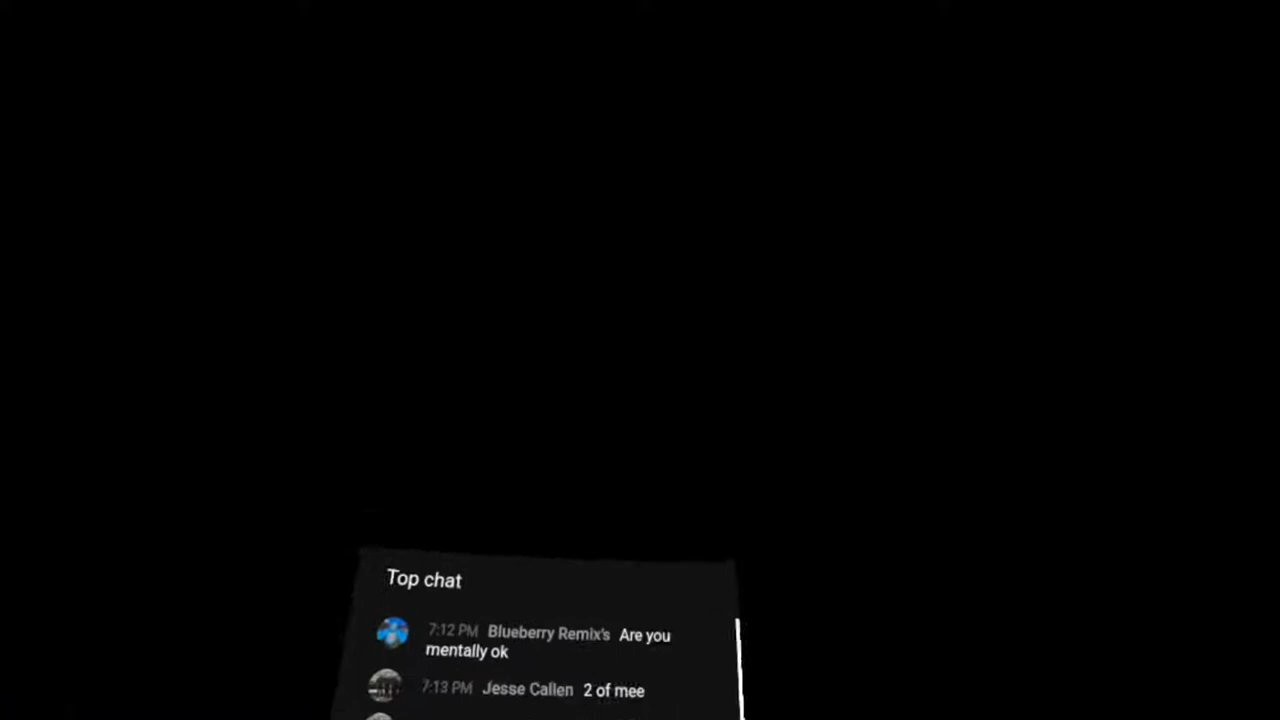 Top chat
7:12 PM Blueberry Remix's Are you
mentally ok
7:13 PM Jesse Callen 2 of mee